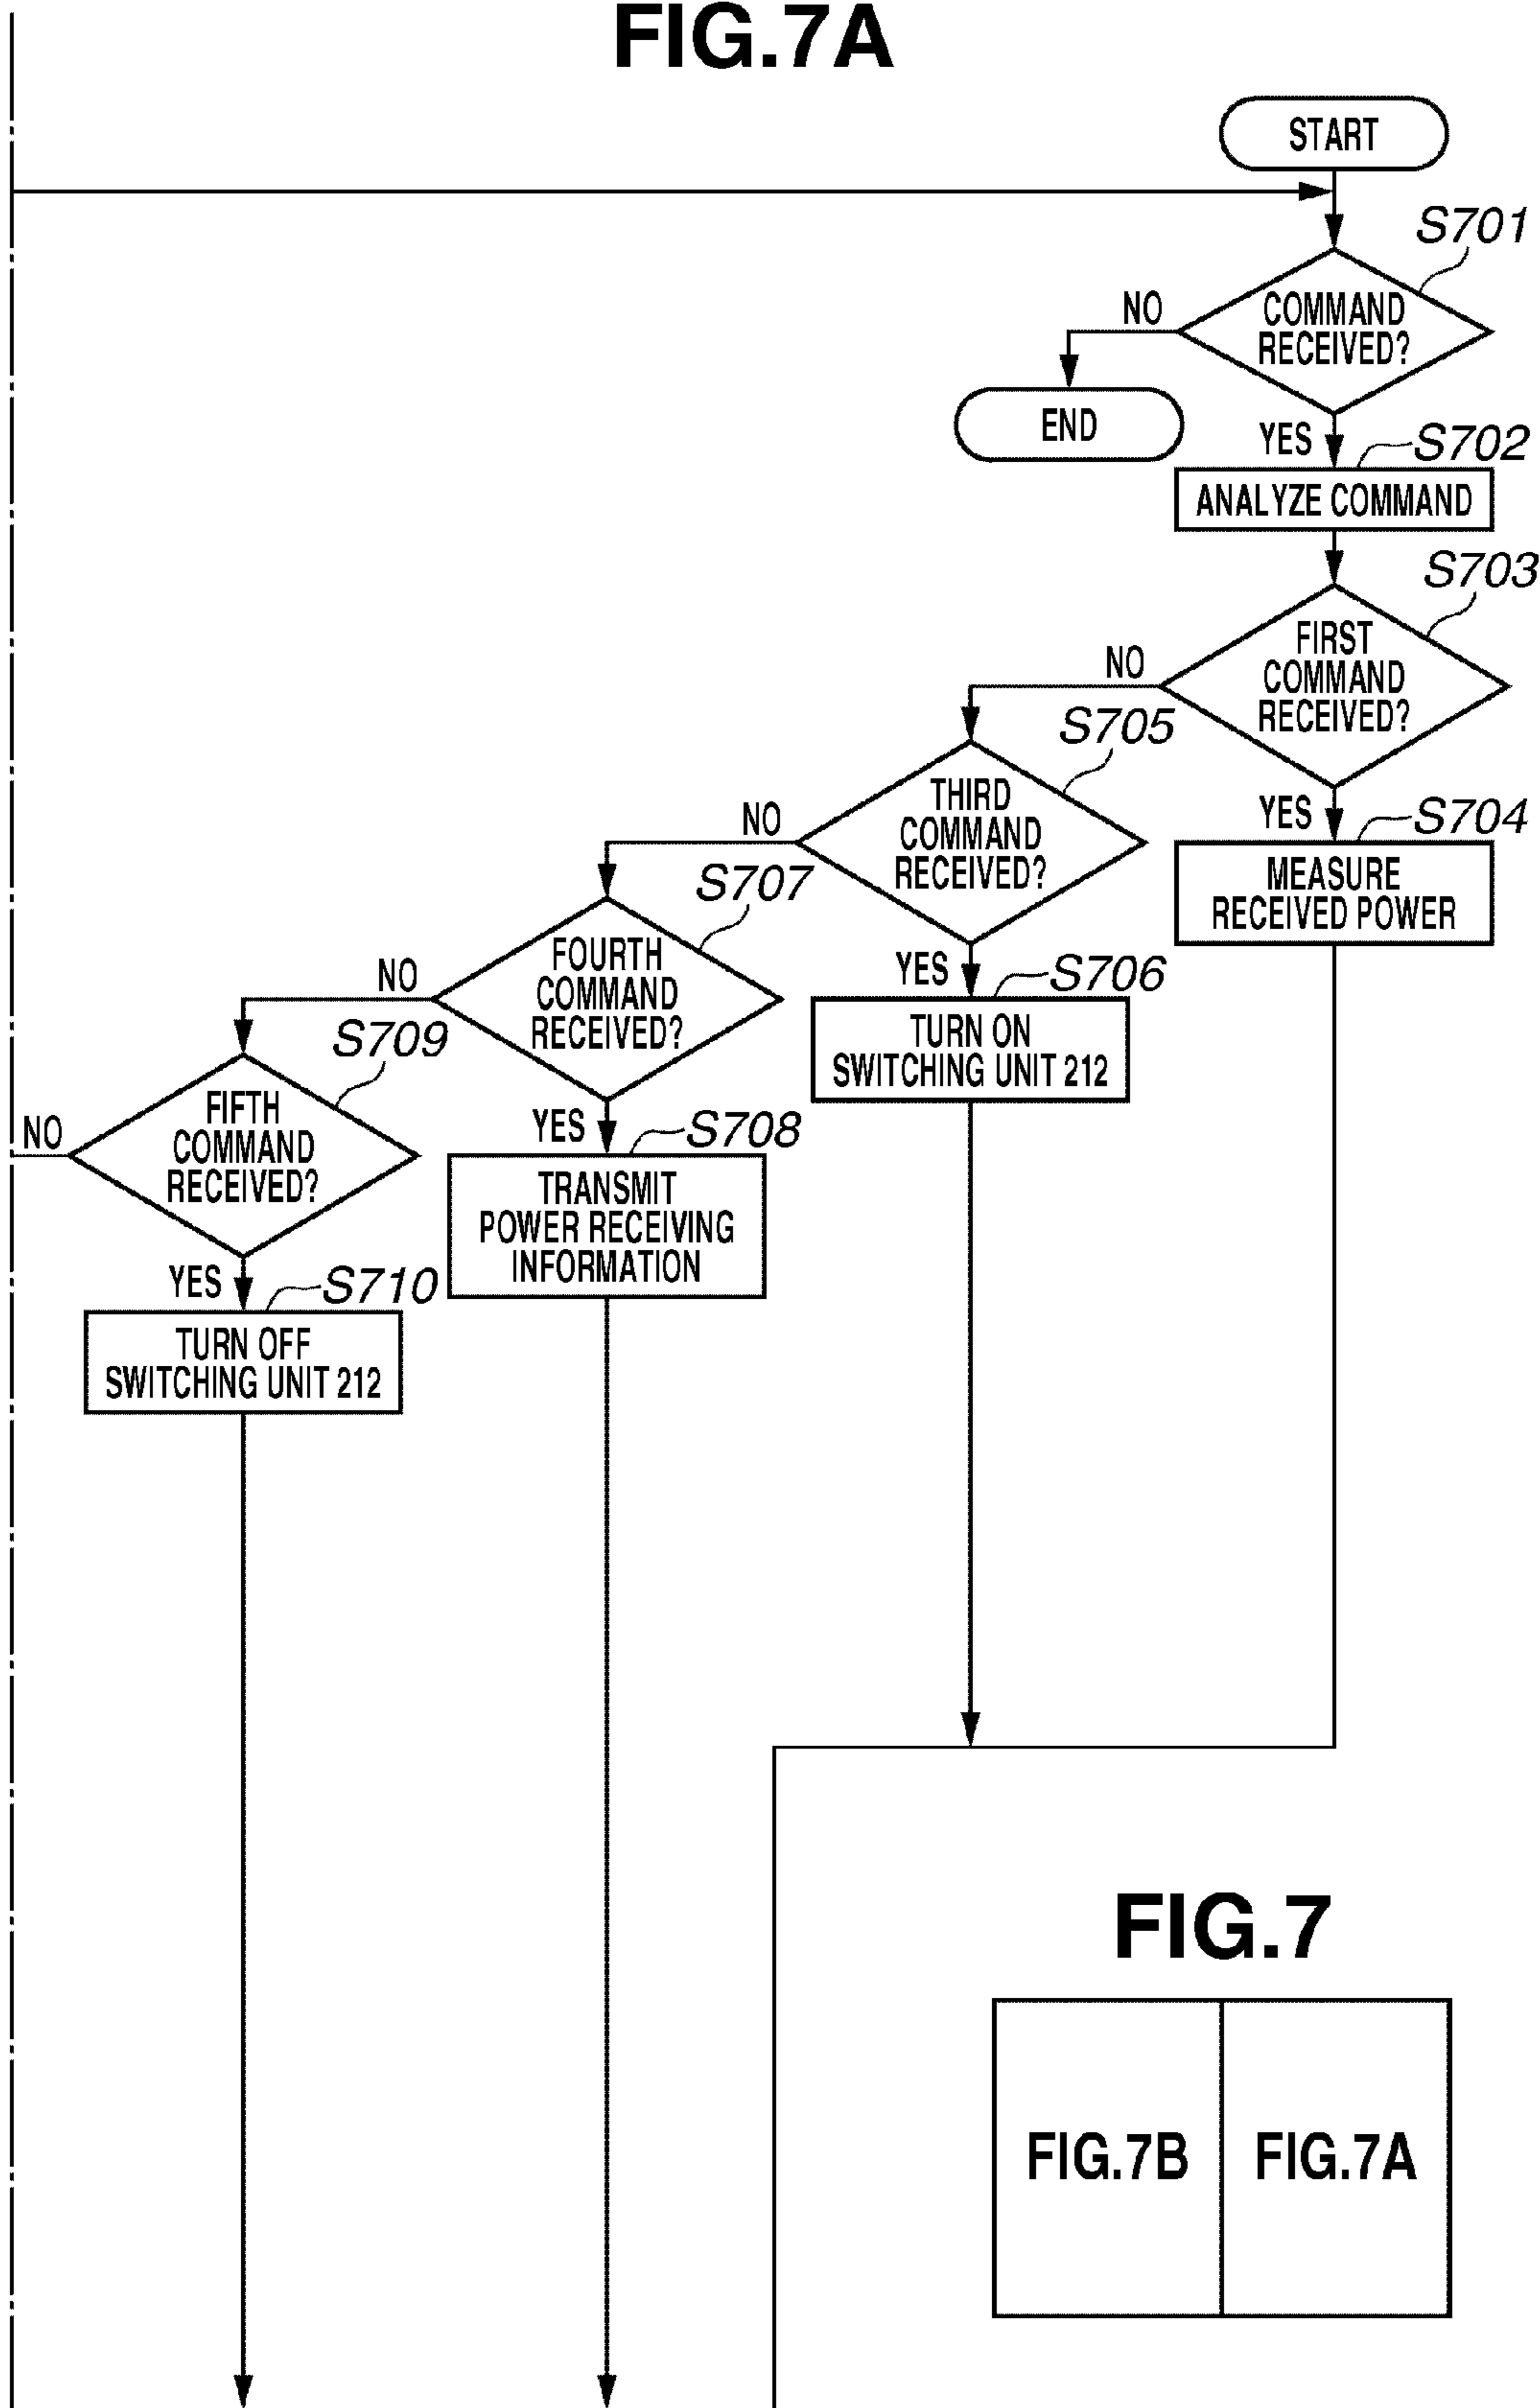 FIG.7A
START
S701
COMMAND
RECEIVED?
NO
END
YES
S702
ANALYZE COMMAND
S703
FIRST
COMMAND
RECEIVED?
NO
YES
S704
MEASURE
RECEIVED POWER
S705
THIRD
COMMAND
RECEIVED?
NO
YES
S706
TURN ON
SWITCHING UNIT 212
S707
FOURTH
COMMAND
RECEIVED?
NO
YES
S708
TRANSMIT
POWER RECEIVING
INFORMATION
S709
FIFTH
COMMAND
RECEIVED?
NO
YES
S710
TURN OFF
SWITCHING UNIT 212
FIG.7
FIG.7B
FIG.7A